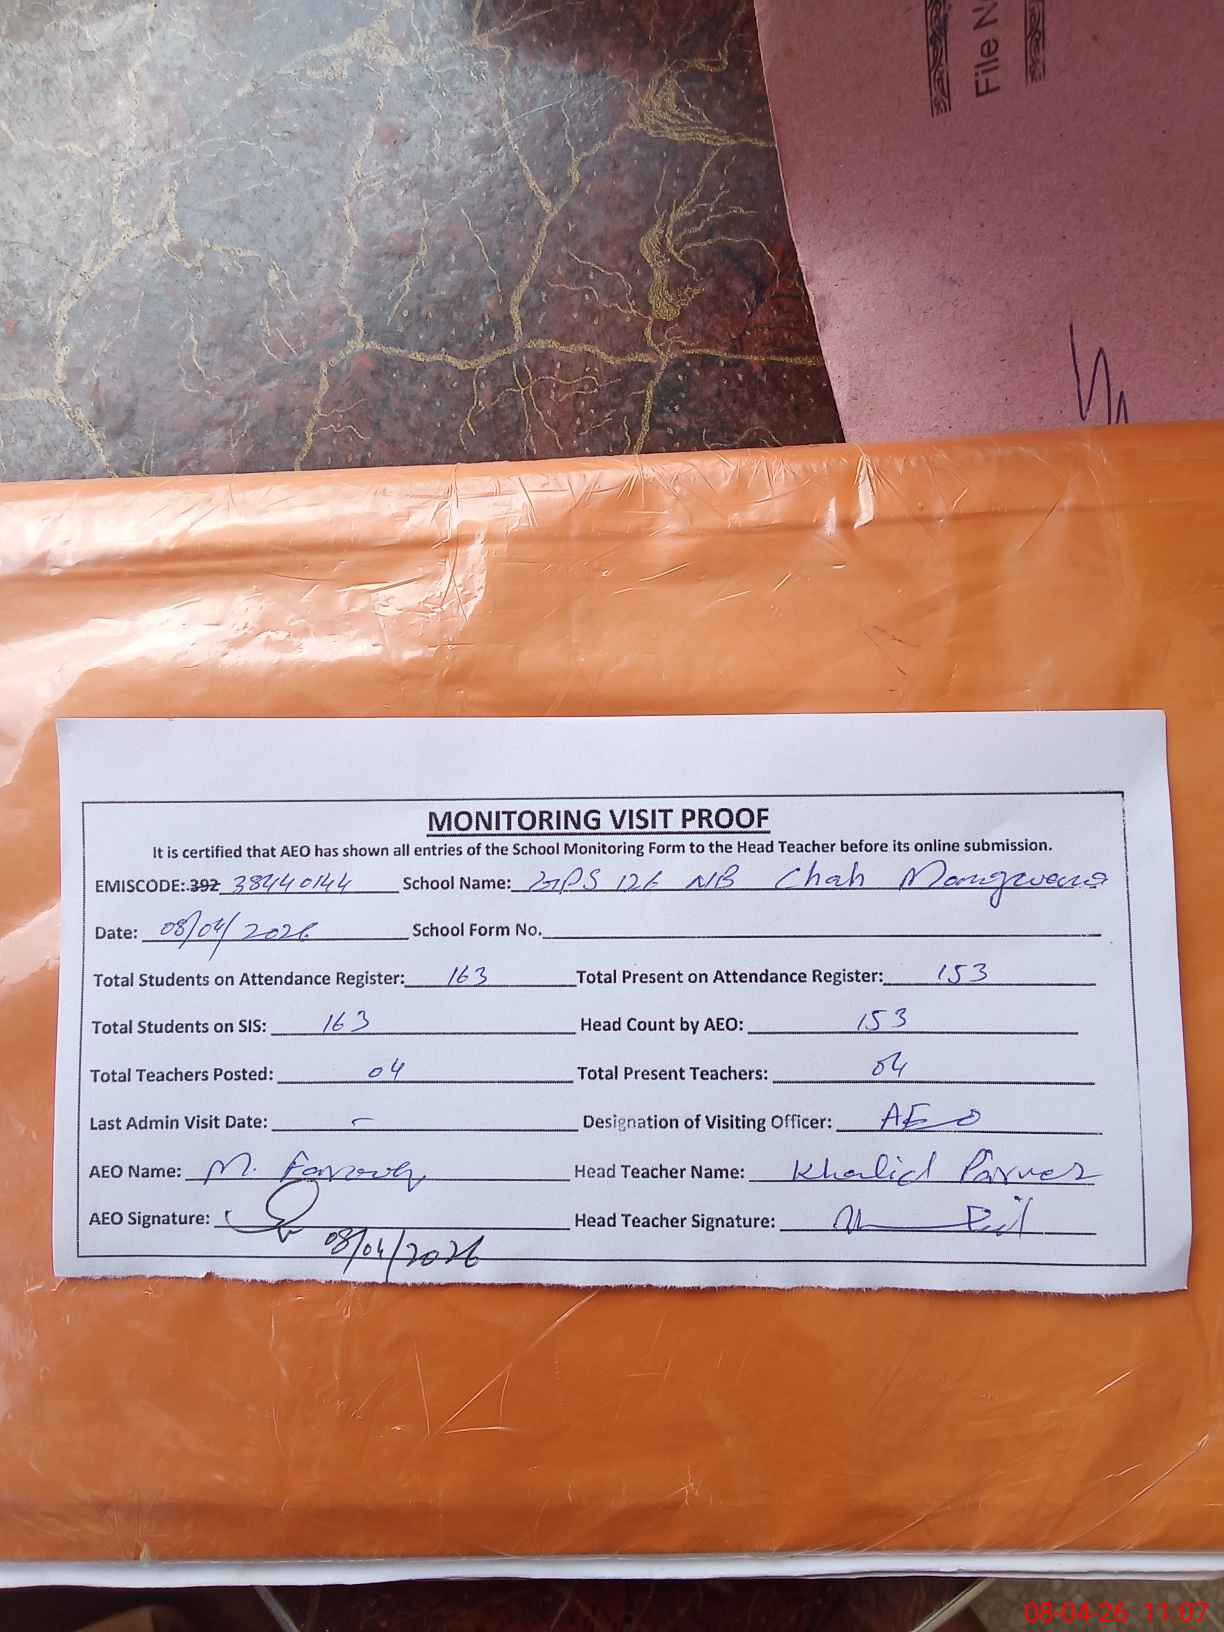 File N
MONITORING VISIT PROOF
It is certified that AEO has shown all entries of the School Monitoring Form to the Head Teacher before its online submission.
EMISCODE: 392 38440144 School Name: GPS 126 NB Chah Mangwana
Date: 08/04/2026 School Form No.
Total Students on Attendance Register: 163 Total Present on Attendance Register: 153
Total Students on SIS: 163 Head Count by AEO: 153
Total Teachers Posted: 04 Total Present Teachers: 04
Last Admin Visit Date: - Designation of Visiting Officer: AEO
AEO Name: M. Farooq Head Teacher Name: Khalid Parvez
AEO Signature: Head Teacher Signature:
08/04/2026
08-04-26 11:07